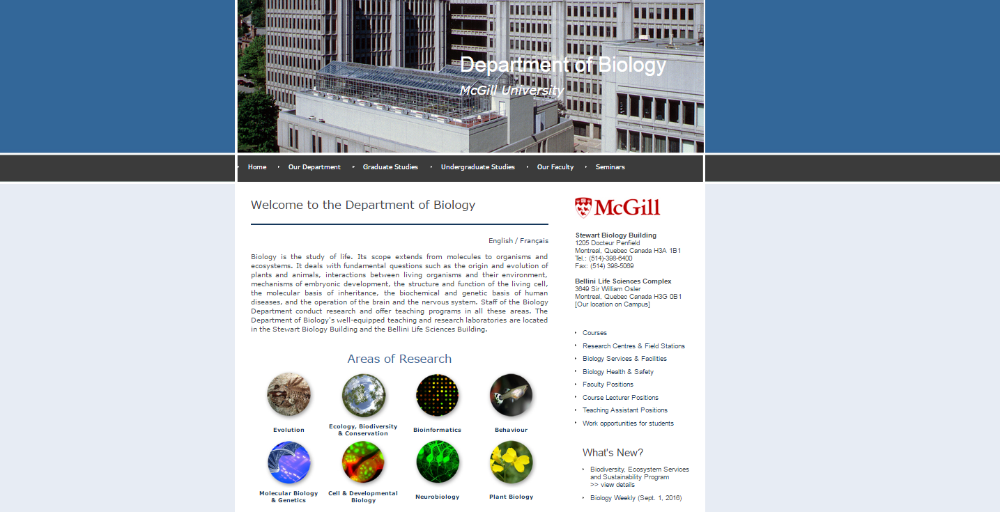 Department of Biology
McGill University
Home
Our Department
Graduate Studies
Undergraduate Studies
Our Faculty
Seminars
Welcome to the Department of Biology
English / Français
Biology is the study of life. Its scope extends from molecules to organisms and
ecosystems. It deals with fundamental questions such as the origin and evolution of
plants and animals, interactions between living organisms and their environment,
mechanisms of embryonic development, the structure and function of the living cell,
the molecular basis of inheritance, the biochemical and genetic basis of human
diseases, and the operation of the brain and the nervous system. Staff of the Biology
Department conduct research and offer teaching programs in all these areas. The
Department of Biology's well-equipped teaching and research laboratories are located
in the Stewart Biology Building and the Bellini Life Sciences Building.
Areas of Research
Evolution
Ecology, Biodiversity
& Conservation
Bioinformatics
Behaviour
Molecular Biology
& Genetics
Cell & Developmental
Biology
Neurobiology
Plant Biology
McGill
Stewart Biology Building
1205 Docteur Penfield
Montreal, Quebec Canada H3A 1B1
Tel.: (514)-398-6400
Fax: (514) 398-5069
Bellini Life Sciences Complex
3649 Sir William Osler
Montreal, Quebec Canada H3G 0B1
[Our location on Campus]
Courses
Research Centres & Field Stations
Biology Services & Facilities
Biology Health & Safety
Faculty Positions
Course Lecturer Positions
Teaching Assistant Positions
Work opportunities for students
What's New?
Biodiversity, Ecosystem Services
and Sustainability Program
>> view details
Biology Weekly (Sept. 1, 2016)